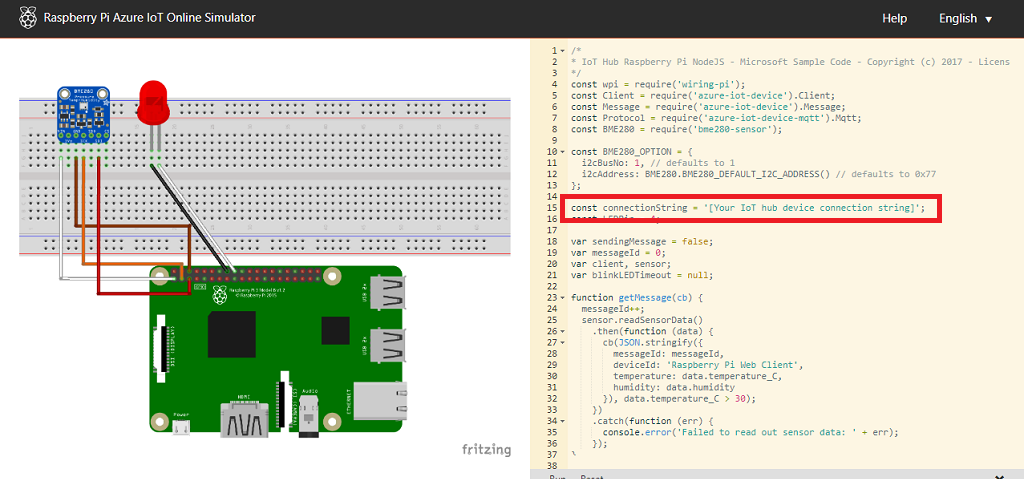 Raspberry Pi Azure IoT Online Simulator
Help
English
BME280
fritzing
Raspberry Pi 3 Model B v1.2
© Raspberry Pi 2015
HDMI
Audio
Power
ETHERNET
1 /*
2 * IoT Hub Raspberry Pi NodeJS - Microsoft Sample Code - Copyright (c) 2017 - Licens
3 */
4 const wpi = require('wiring-pi');
5 const Client = require('azure-iot-device').Client;
6 const Message = require('azure-iot-device').Message;
7 const Protocol = require('azure-iot-device-mqtt').Mqtt;
8 const BME280 = require('bme280-sensor');
9
10 const BME280_OPTION = {
11 i2cBusNo: 1, // defaults to 1
12 i2cAddress: BME280.BME280_DEFAULT_I2C_ADDRESS() // defaults to 0x77
13 };
14
15 const connectionString = '[Your IoT hub device connection string]';
16
17
18 var sendingMessage = false;
19 var messageId = 0;
20 var client, sensor;
21 var blinkLEDTimeout = null;
22
23 function getMessage(cb) {
24 messageId++;
25 sensor.readSensorData()
26 .then(function (data) {
27 cb(JSON.stringify({
28 messageId: messageId,
29 deviceId: 'Raspberry Pi Web Client',
30 temperature: data.temperature_C,
31 humidity: data.humidity
32 }), data.temperature_C > 30);
33 })
34 .catch(function (err) {
35 console.error('Failed to read out sensor data: ' + err);
36 });
37
38
Run Reset